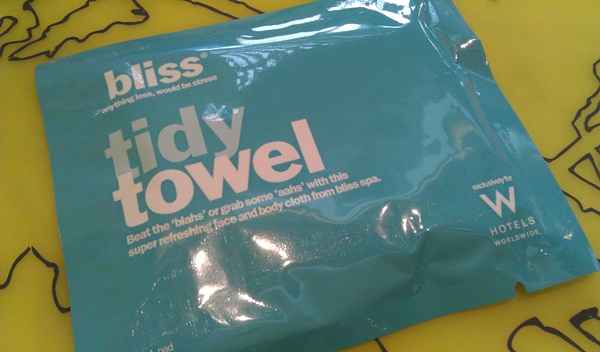 bliss®
anything less, would be stress
tidy
towel
Beat the 'blahs' or grab some 'aahs' with this
super refreshing face and body cloth from bliss spa.
exclusively for
W
HOTELS
WORLDWIDE